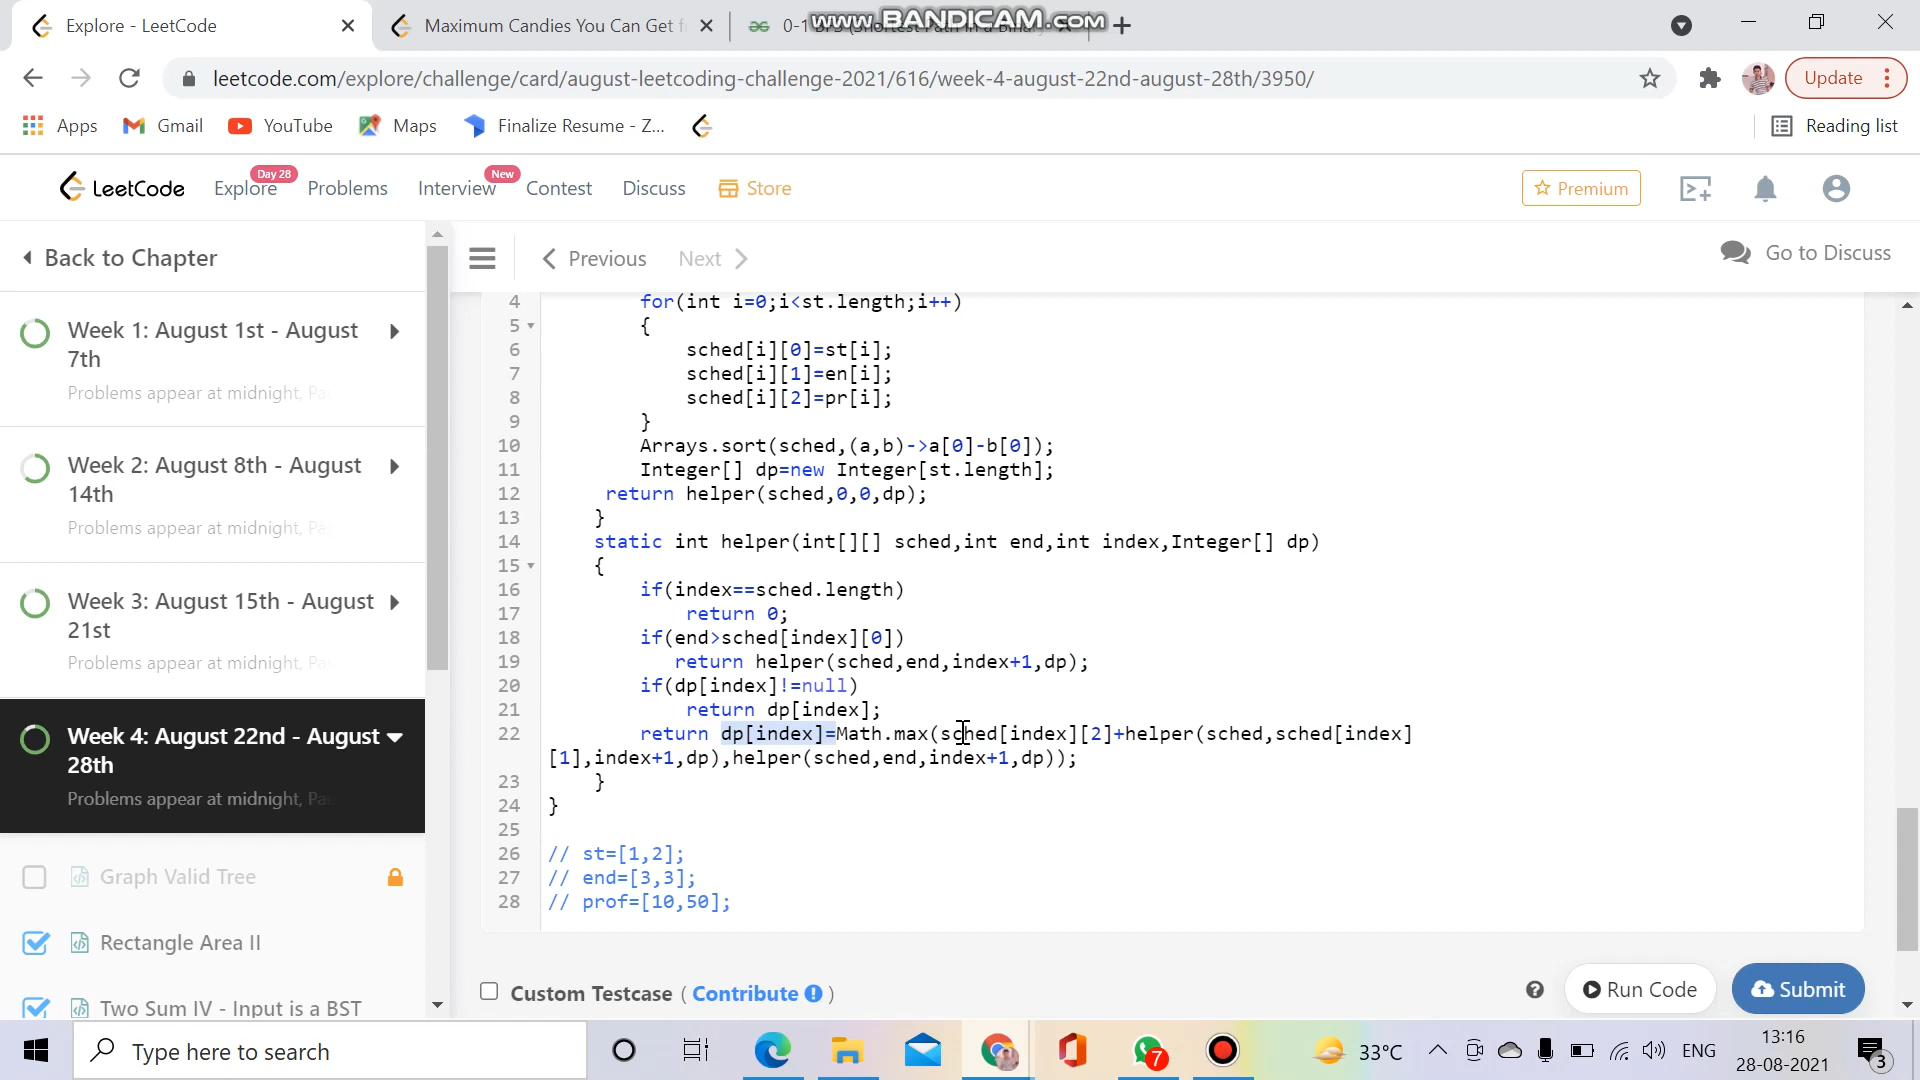 Explore - LeetCode
Maximum Candies You Can Get f
0-1 BFS (Shortest Path in a Binary
www.BANDICAM.COM
leetcode.com/explore/challenge/card/august-leetcoding-challenge-2021/616/week-4-august-22nd-august-28th/3950/
Update
Apps
Gmail
YouTube
Maps
Finalize Resume - Z...
Reading list
LeetCode
Explore
Day 28
Problems
Interview
New
Contest
Discuss
Store
Premium
Back to Chapter
Previous
Next
Go to Discuss
Week 1: August 1st - August
7th
Problems appear at midnight, Pa
Week 2: August 8th - August
14th
Problems appear at midnight, Pa
Week 3: August 15th - August
21st
Problems appear at midnight, Pa
Week 4: August 22nd - August
28th
Problems appear at midnight, Pa
Graph Valid Tree
Rectangle Area II
Two Sum IV - Input is a BST
4 for(int i=0;i<st.length;i++)
5 {
6 sched[i][0]=st[i];
7 sched[i][1]=en[i];
8 sched[i][2]=pr[i];
9 }
10 Arrays.sort(sched,(a,b)->a[0]-b[0]);
11 Integer[] dp=new Integer[st.length];
12 return helper(sched,0,0,dp);
13 }
14 static int helper(int[][] sched,int end,int index,Integer[] dp)
15 {
16 if(index==sched.length)
17 return 0;
18 if(end>sched[index][0])
19 return helper(sched,end,index+1,dp);
20 if(dp[index]!=null)
21 return dp[index];
22 return dp[index]=Math.max(sched[index][2]+helper(sched,sched[index]
[1],index+1,dp),helper(sched,end,index+1,dp));
23 }
24 }
25
26 // st=[1,2];
27 // end=[3,3];
28 // prof=[10,50];
Custom Testcase ( Contribute )
Run Code
Submit
Type here to search
7
33°C
ENG
13:16
28-08-2021
3